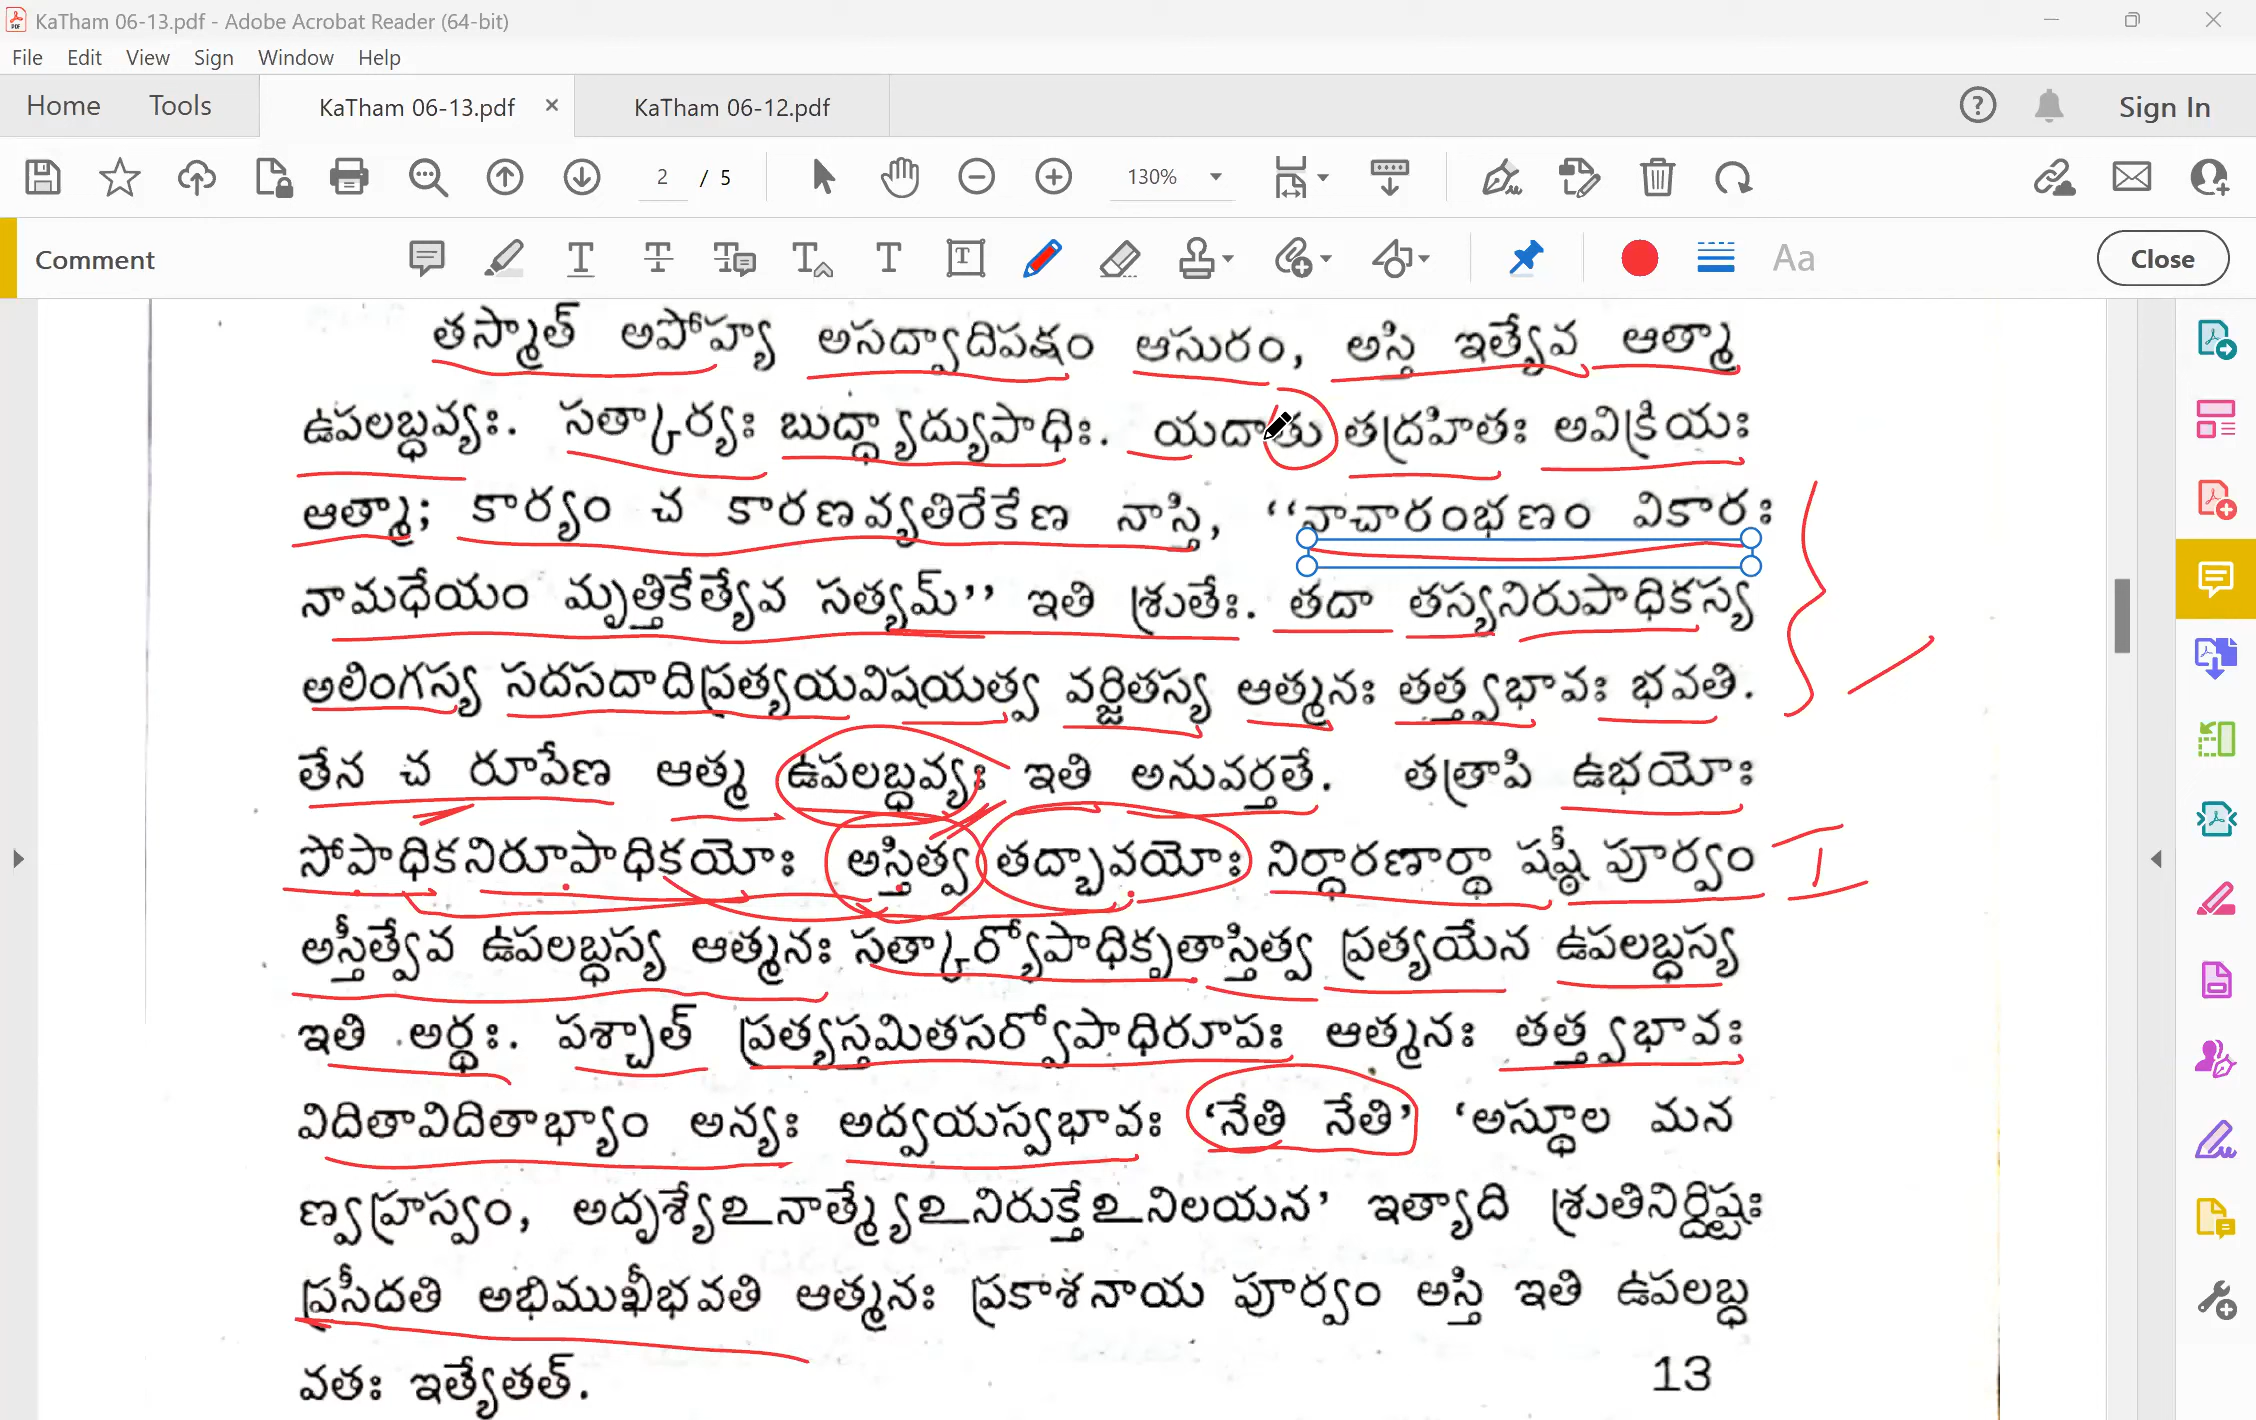 KaTham 06-13.pdf - Adobe Acrobat Reader (64-bit)
File Edit View Sign Window Help
Home Tools KaTham 06-13.pdf × KaTham 06-12.pdf Sign In
2 / 5 130%
Comment Aa Close
తస్మాత్ అపోహ్య అసద్వాదిపక్షం ఆసురం, అస్తి ఇత్యేవ ఆత్మా
ఉపలబ్ధవ్యః. సత్కార్యః బుద్ధ్యాద్యుపాధిః. యదాతు తద్రహితః అవిక్రియః
ఆత్మా; కార్యం చ కారణవ్యతిరేకేణ నాస్తి, ‘‘వాచారంభణం వికారః
నామధేయం మృత్తికేత్యేవ సత్యమ్’’ ఇతి శ్రుతేః. తదా తస్యనిరుపాధికస్య
అలింగస్య సదసదాదిప్రత్యయవిషయత్వ వర్జితస్య ఆత్మనః తత్త్వభావః భవతి.
తేన చ రూపేణ ఆత్మ ఉపలబ్ధవ్యః ఇతి అనువర్తతే. తత్రాపి ఉభయోః
సోపాధికనిరూపాధికయోః అస్తిత్వ తద్భావయోః నిర్ధారణార్థా షష్ఠీ పూర్వం I
అస్తీత్యేవ ఉపలబ్ధస్య ఆత్మనః సత్కార్యోపాధికృతాస్తిత్వ ప్రత్యయేన ఉపలబ్ధస్య
ఇతి అర్థః. పశ్చాత్ ప్రత్యస్తమితసర్వోపాధిరూపః ఆత్మనః తత్త్వభావః
విదితావిదితాభ్యాం అన్యః అద్వయస్వభావః ‘నేతి నేతి’ ‘అస్థూల మన
ణ్వహ్రస్వం, అదృశ్యేఽనాత్మ్యేఽనిరుక్తేఽనిలయన’ ఇత్యాది శ్రుతినిర్దిష్టః
ప్రసీదతి అభిముఖీభవతి ఆత్మనః ప్రకాశనాయ పూర్వం అస్తి ఇతి ఉపలబ్ధ
వతః ఇత్యేతత్. 13